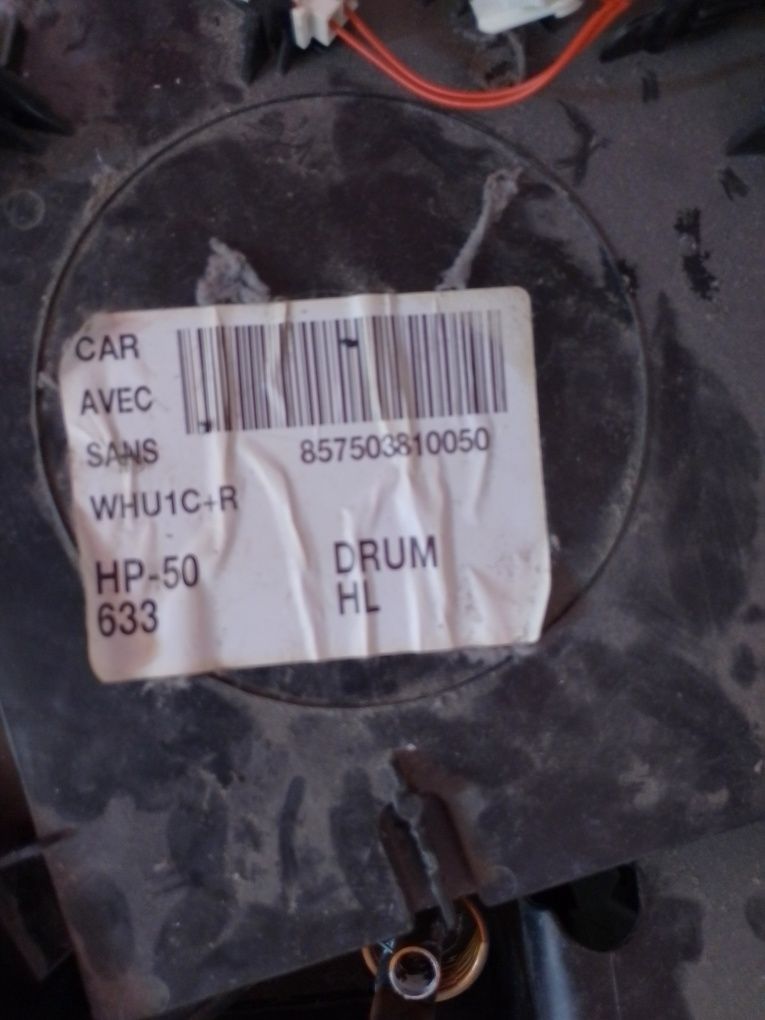 CAR
AVEC
SANS 857503810050
WHU1C+R
HP-50 DRUM
633 HL